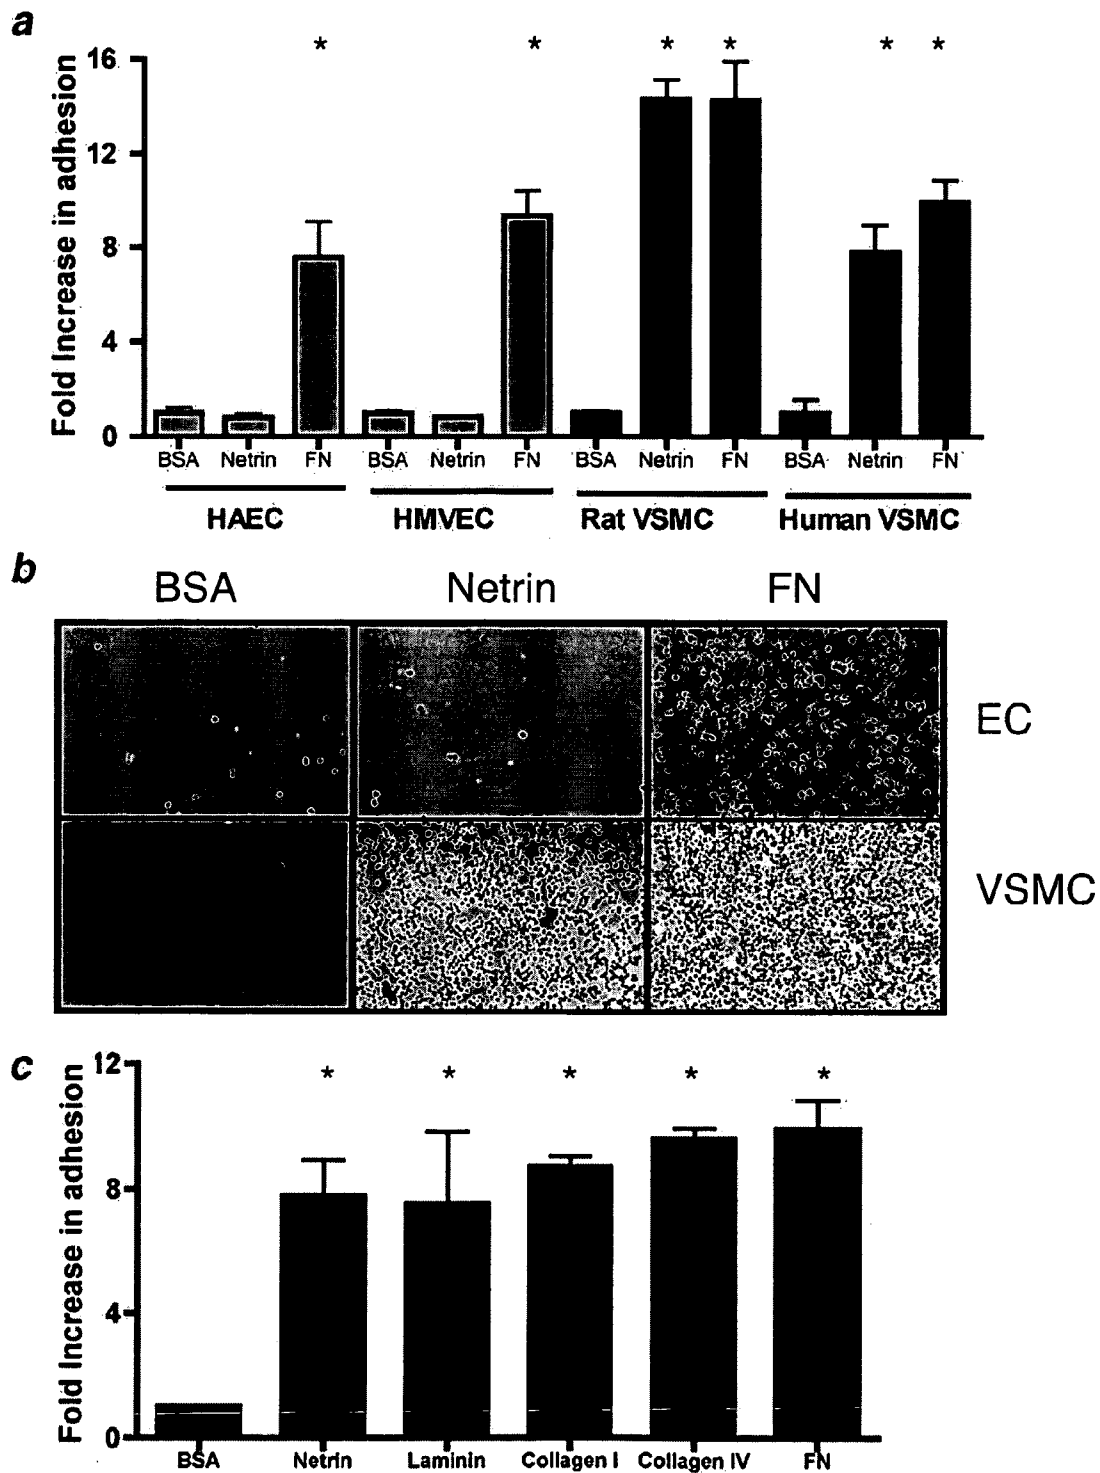 a
* * * * * *
16
12
8
4
0
Fold Increase in adhesion
BSA Netrin FN BSA Netrin FN BSA Netrin FN BSA Netrin FN
HAEC HMVEC Rat VSMC Human VSMC
b
BSA Netrin FN
EC
VSMC
c
* * * * *
12
8
4
0
Fold Increase in adhesion
BSA Netrin Laminin Collagen I Collagen IV FN